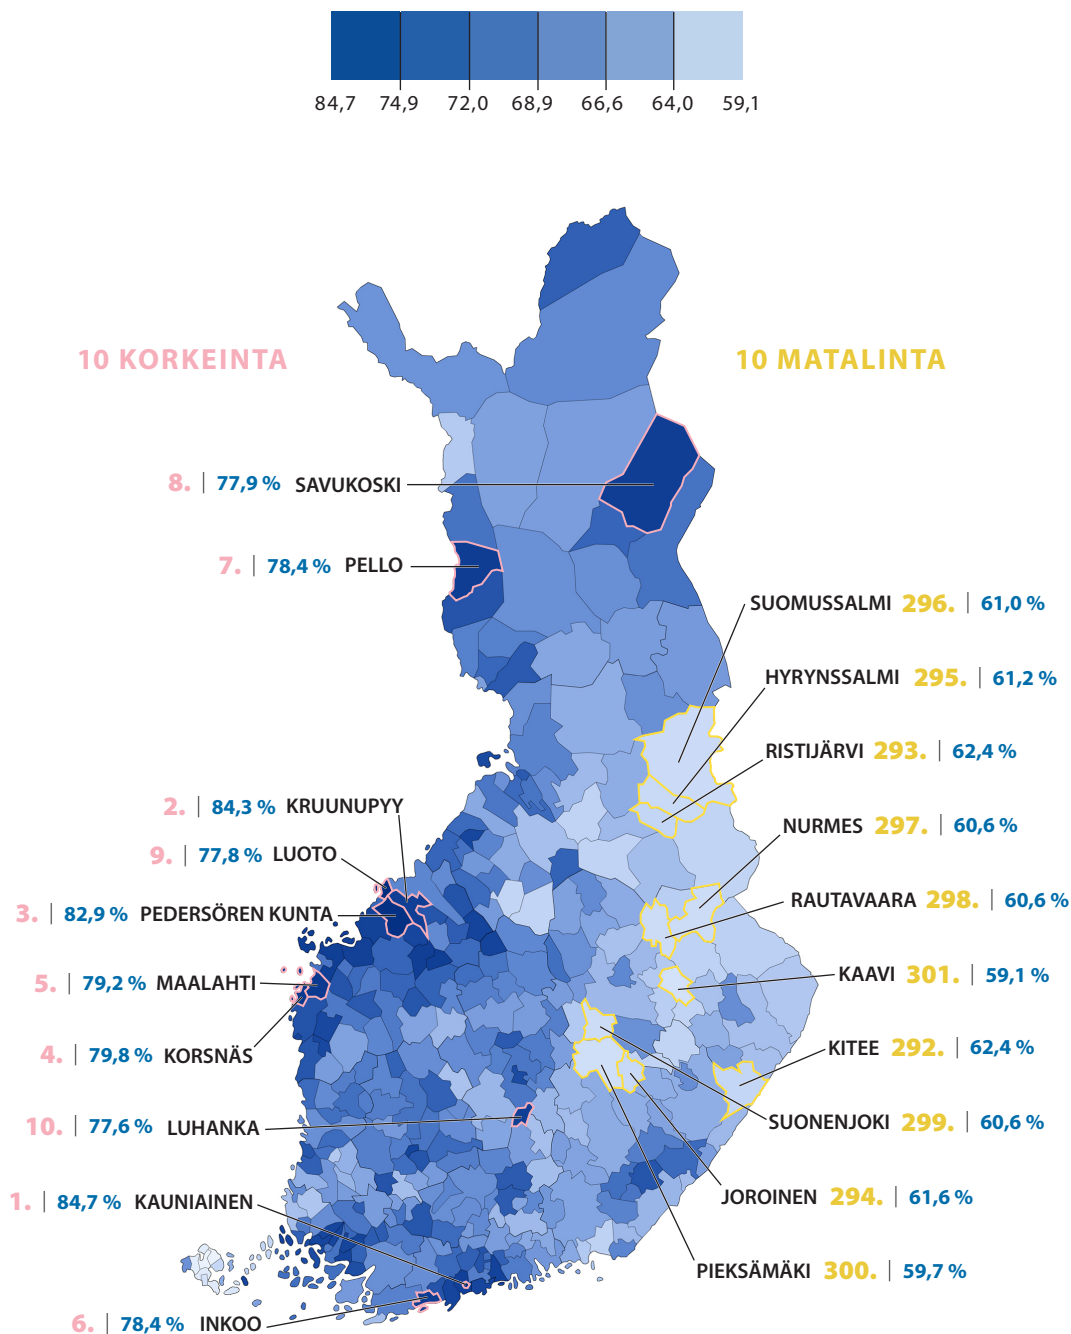 84,7 74,9 72,0 68,9 66,6 64,0 59,1
10 KORKEINTA
10 MATALINTA
8. | 77,9 % SAVUKOSKI
7. | 78,4 % PELLO
SUOMUSSALMI 296. | 61,0 %
HYRYNSSALMI 295. | 61,2 %
RISTIJÄRVI 293. | 62,4 %
2. | 84,3 % KRUUNUPYY
NURMES 297. | 60,6 %
9. | 77,8 % LUOTO
RAUTAVAARA 298. | 60,6 %
3. | 82,9 % PEDERSÖREN KUNTA
KAAVI 301. | 59,1 %
5. | 79,2 % MAALAHTI
KITEE 292. | 62,4 %
4. | 79,8 % KORSNÄS
SUONENJOKI 299. | 60,6 %
10. | 77,6 % LUHANKA
JOROINEN 294. | 61,6 %
1. | 84,7 % KAUNIAINEN
PIEKSÄMÄKI 300. | 59,7 %
6. | 78,4 % INKOO